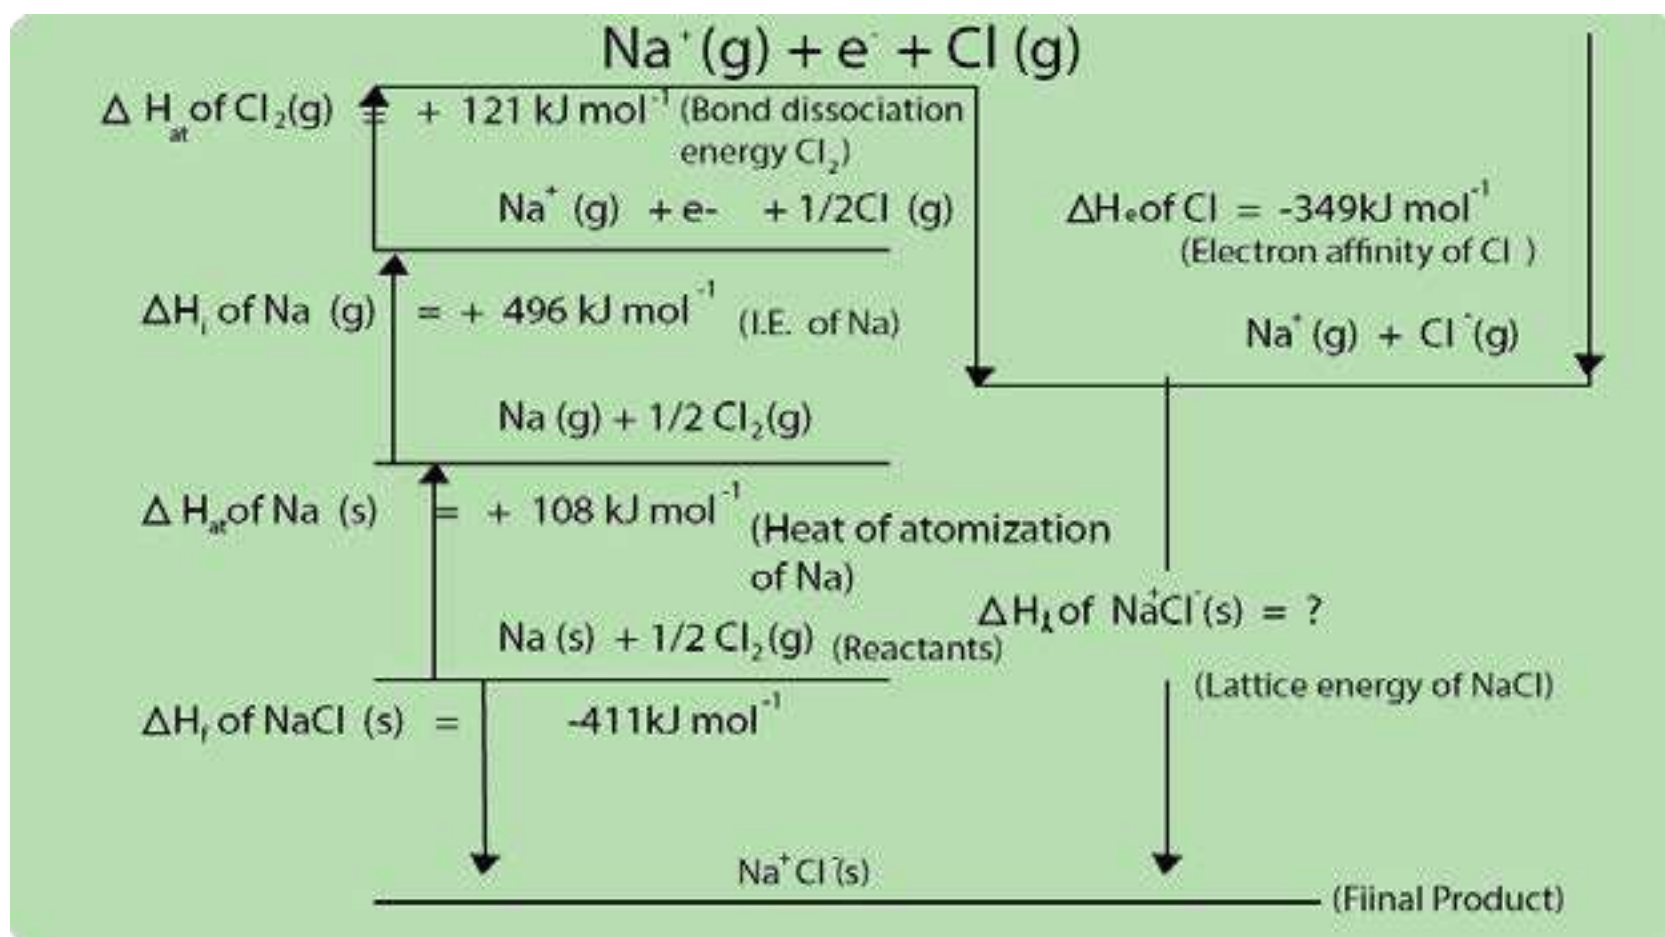 Na⁺(g) + e⁻ + Cl (g)
Δ H_at of Cl₂(g) = + 121 kJ mol⁻¹ (Bond dissociation
energy Cl₂)
Na⁺ (g) + e- + 1/2Cl (g)
ΔHₑ of Cl = -349kJ mol⁻¹
(Electron affinity of Cl )
ΔHᵢ of Na (g) = + 496 kJ mol⁻¹ (I.E. of Na)
Na⁺(g) + Cl⁻(g)
Na (g) + 1/2 Cl₂(g)
Δ H_at of Na (s) = + 108 kJ mol⁻¹ (Heat of atomization
of Na)
ΔH_l of Na⁺Cl⁻(s) = ?
Na (s) + 1/2 Cl₂(g) (Reactants)
(Lattice energy of NaCl)
ΔH_f of NaCl (s) = -411kJ mol⁻¹
Na⁺Cl⁻(s)
(Fiinal Product)